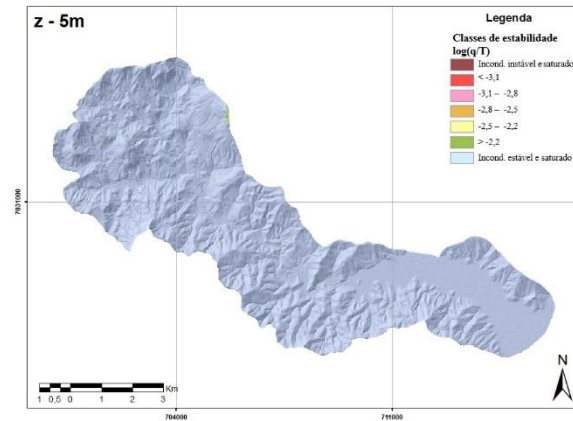 z - 5m
Legenda
Classes de estabilidade
log(q/T)
Incond. instável e saturado
< -3,1
-3,1 – -2,8
-2,8 – -2,5
-2,5 – -2,2
> -2,2
Incond. estável e saturado
7031000
N
Km
1 0,5 0 1 2 3
704000
711000